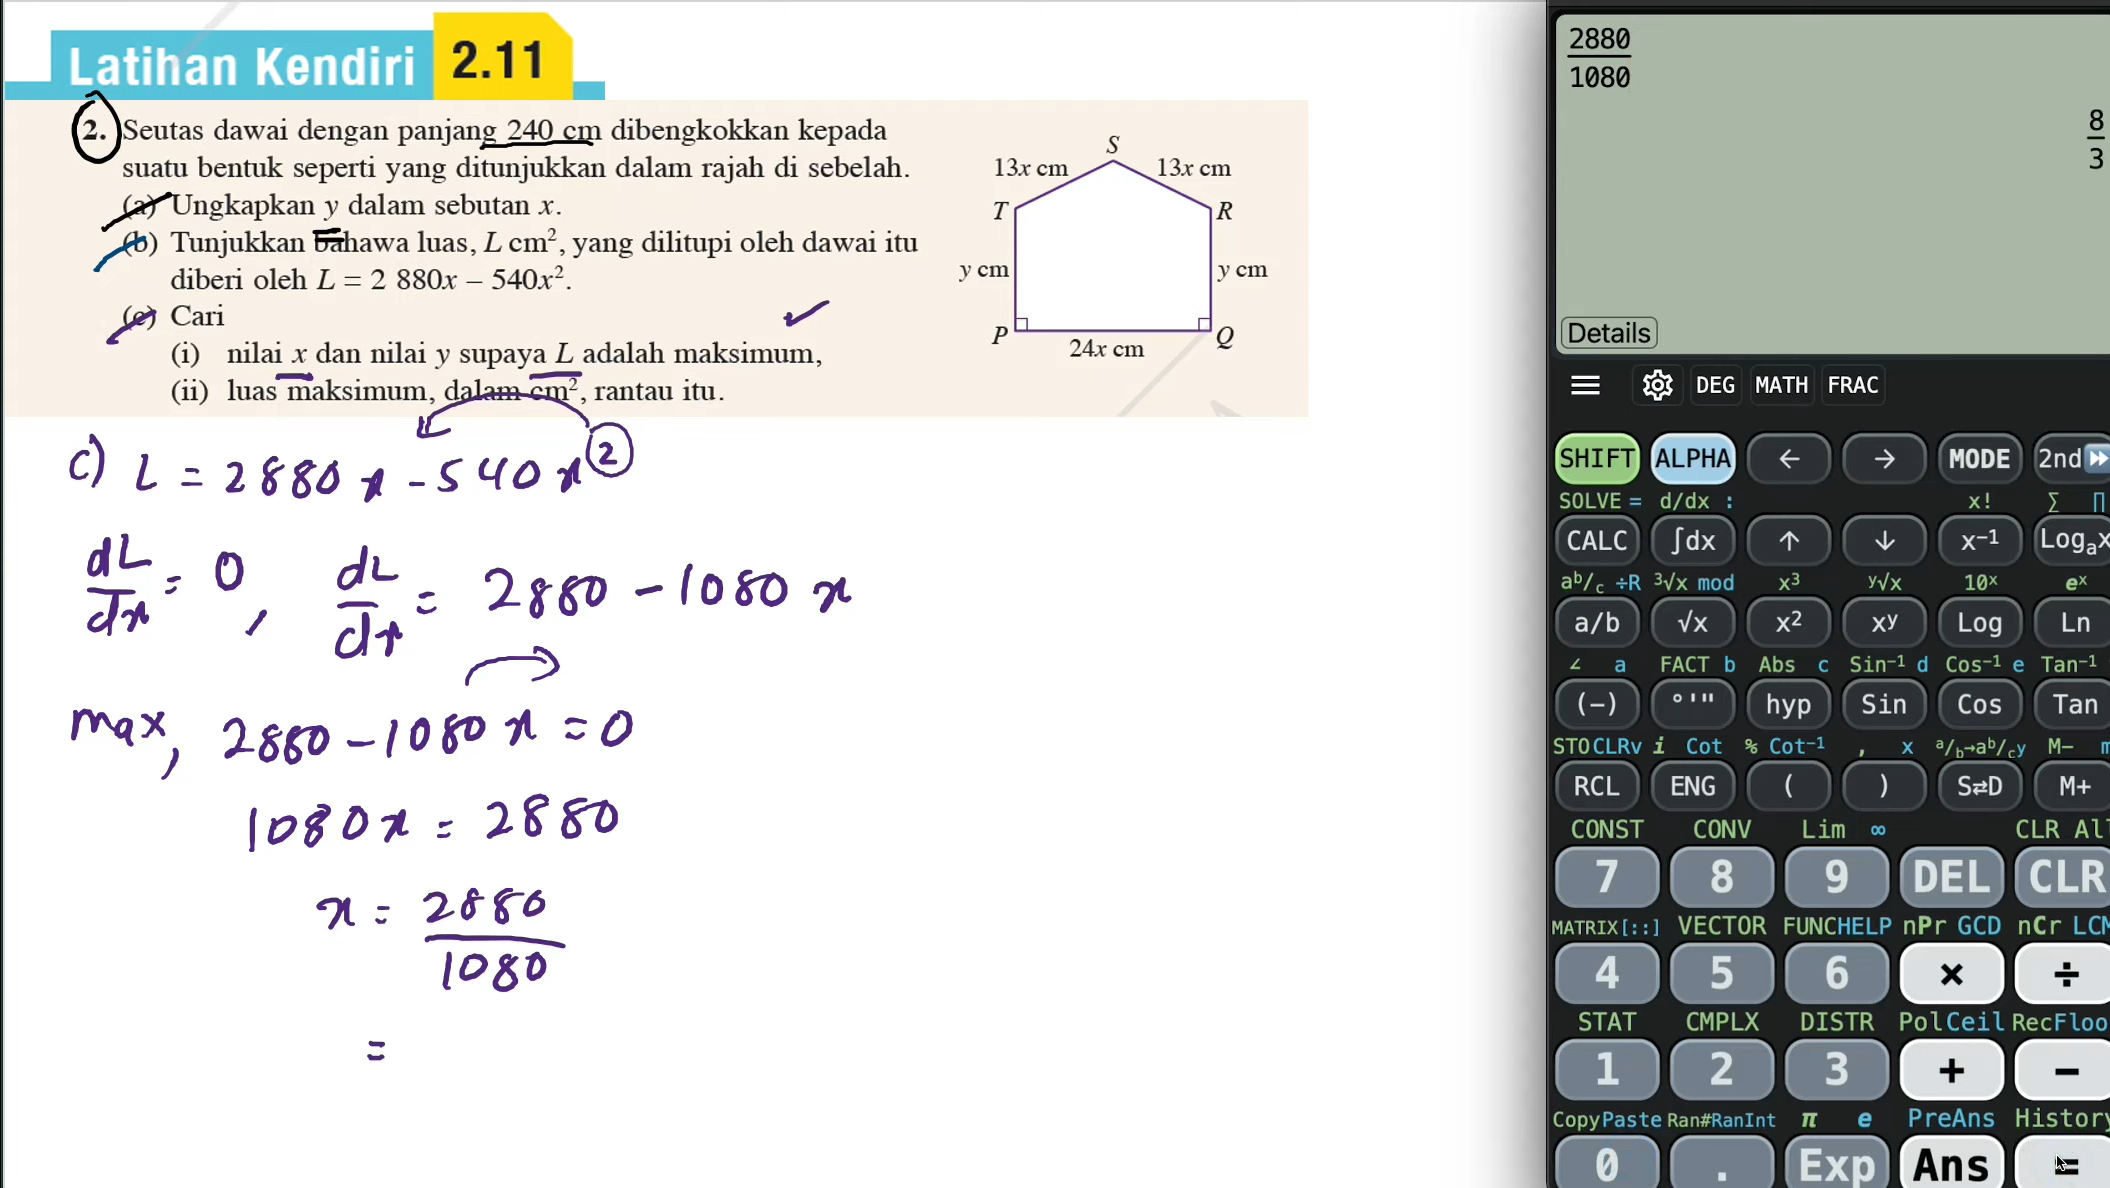 Latihan Kendiri 2.11
2. Seutas dawai dengan panjang 240 cm dibengkokkan kepada
suatu bentuk seperti yang ditunjukkan dalam rajah di sebelah.
(a) Ungkapkan y dalam sebutan x.
(b) Tunjukkan bahawa luas, L cm², yang dilitupi oleh dawai itu
diberi oleh L = 2 880x – 540x².
(c) Cari
(i) nilai x dan nilai y supaya L adalah maksimum,
(ii) luas maksimum, dalam cm², rantau itu.
S
13x cm 13x cm
T R
y cm y cm
P Q
24x cm
c) L = 2880x - 540x²
dL/dx = 0, dL/dx = 2880 - 1080x
max, 2880 - 1080x = 0
1080x = 2880
x = 2880/1080
=
2880/1080
8/3
Details
DEG MATH FRAC
SHIFT ALPHA ← → MODE 2nd
SOLVE = d/dx : x! ∑ ∏
CALC ∫dx ↑ ↓ x⁻¹ Logₐx
aᵇ/c ÷R ³√x mod x³ ʸ√x 10ˣ eˣ
a/b √x x² xʸ Log Ln
∠ a FACT b Abs c Sin⁻¹ d Cos⁻¹ e Tan⁻¹
(−) °'" hyp Sin Cos Tan
STO CLRv i Cot % Cot⁻¹ , x a/b→aᵇ/c y M− m
RCL ENG ( ) S⇄D M+
CONST CONV Lim ∞ CLR All
7 8 9 DEL CLR
MATRIX[::] VECTOR FUNC HELP nPr GCD nCr LCM
4 5 6 × ÷
STAT CMPLX DISTR Pol Ceil Rec Floo
1 2 3 + −
Copy Paste Ran# RanInt π e PreAns History
0 . Exp Ans =